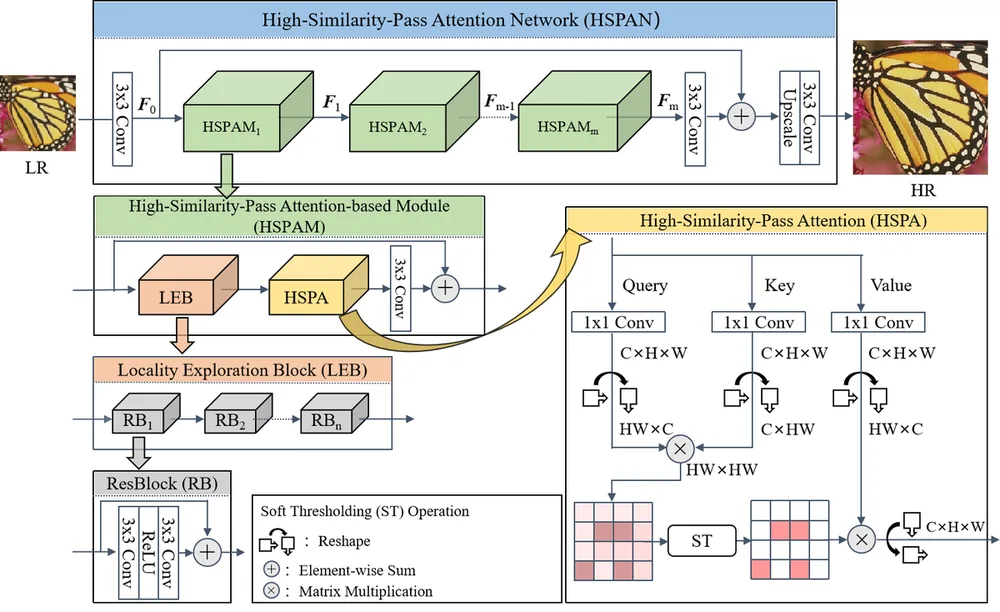 High-Similarity-Pass Attention Network (HSPAN)
LR
3x3 Conv
F0
HSPAM1
F1
HSPAM2
Fm-1
HSPAMm
Fm
3x3 Conv
+
Upscale
3x3 Conv
HR
High-Similarity-Pass Attention-based Module
(HSPAM)
LEB
HSPA
3x3 Conv
+
Locality Exploration Block (LEB)
RB1
RB2
RBn
ResBlock (RB)
3x3 Conv
ReLU
3x3 Conv
+
Soft Thresholding (ST) Operation
: Reshape
+ : Element-wise Sum
× : Matrix Multiplication
High-Similarity-Pass Attention (HSPA)
Query
Key
Value
1x1 Conv
1x1 Conv
1x1 Conv
C×H×W
C×H×W
C×H×W
HW×C
C×HW
HW×C
×
HW×HW
ST
×
C×H×W